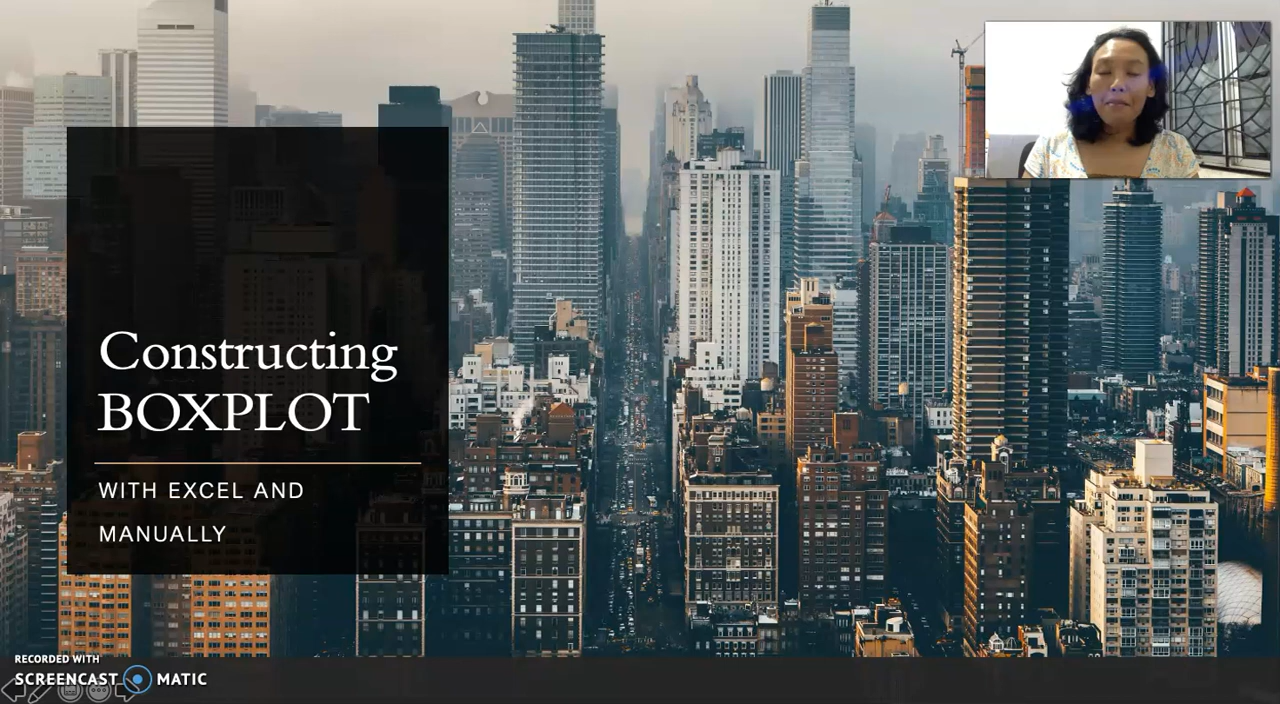 Constructing
BOXPLOT
WITH EXCEL AND
MANUALLY
RECORDED WITH
SCREENCAST MATIC